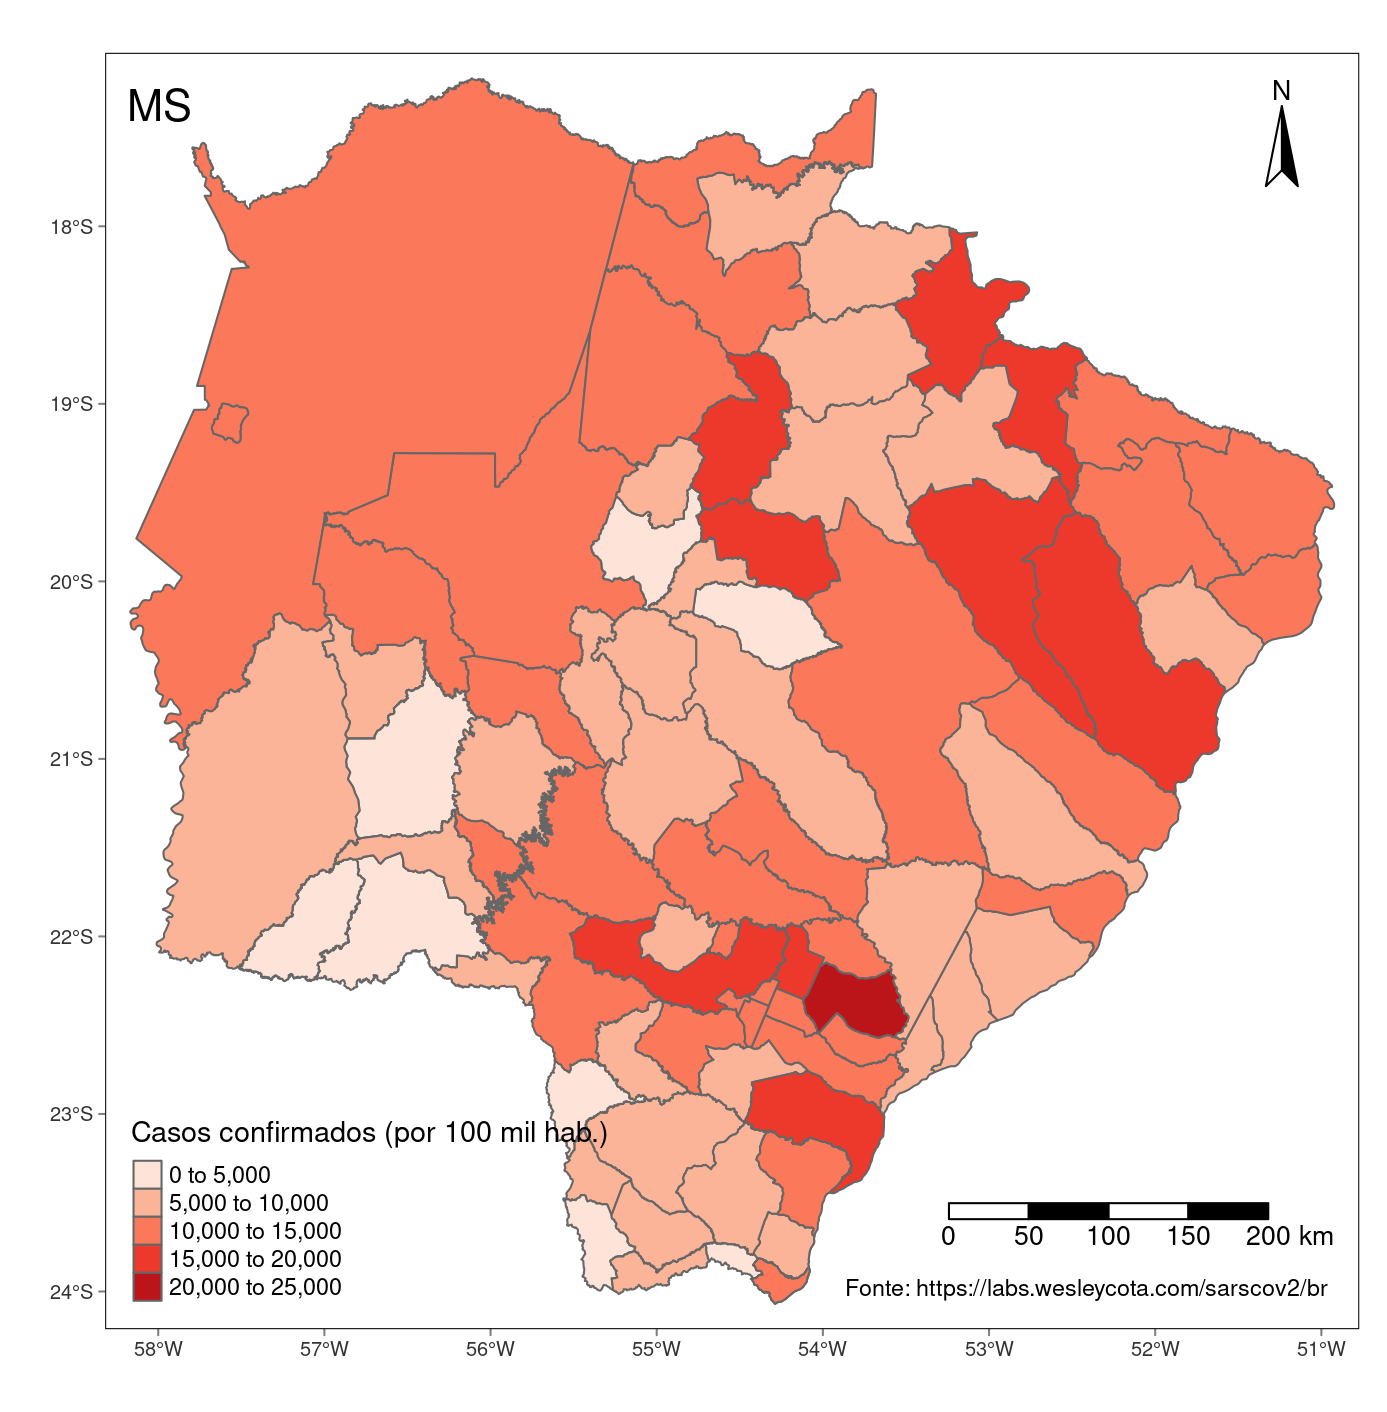 MS
N
18°S
19°S
20°S
21°S
22°S
23°S
24°S
Casos confirmados (por 100 mil hab.)
0 to 5,000
5,000 to 10,000
10,000 to 15,000
15,000 to 20,000
20,000 to 25,000
0 50 100 150 200 km
Fonte: https://labs.wesleycota.com/sarscov2/br
58°W 57°W 56°W 55°W 54°W 53°W 52°W 51°W